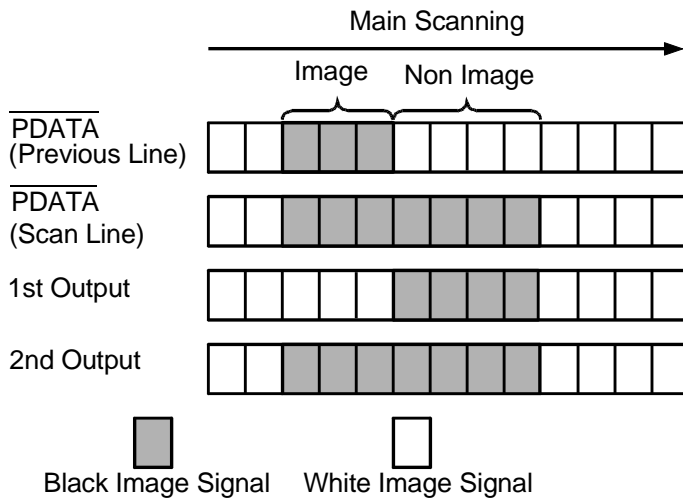 Main Scanning
Image Non Image
PDATA
(Previous Line)
PDATA
(Scan Line)
1st Output
2nd Output
Black Image Signal White Image Signal